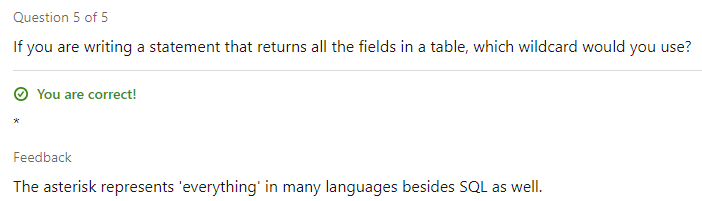 Question 5 of 5
If you are writing a statement that returns all the fields in a table, which wildcard would you use?
You are correct!
*
Feedback
The asterisk represents 'everything' in many languages besides SQL as well.